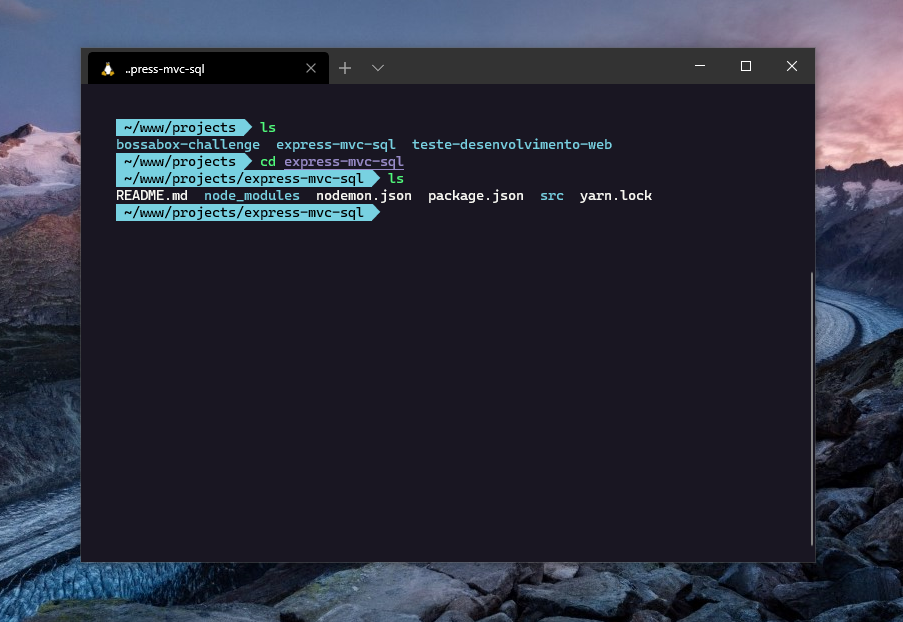 ..press-mvc-sql
~/www/projects ls
bossabox-challenge express-mvc-sql teste-desenvolvimento-web
~/www/projects cd express-mvc-sql
~/www/projects/express-mvc-sql ls
README.md node_modules nodemon.json package.json src yarn.lock
~/www/projects/express-mvc-sql